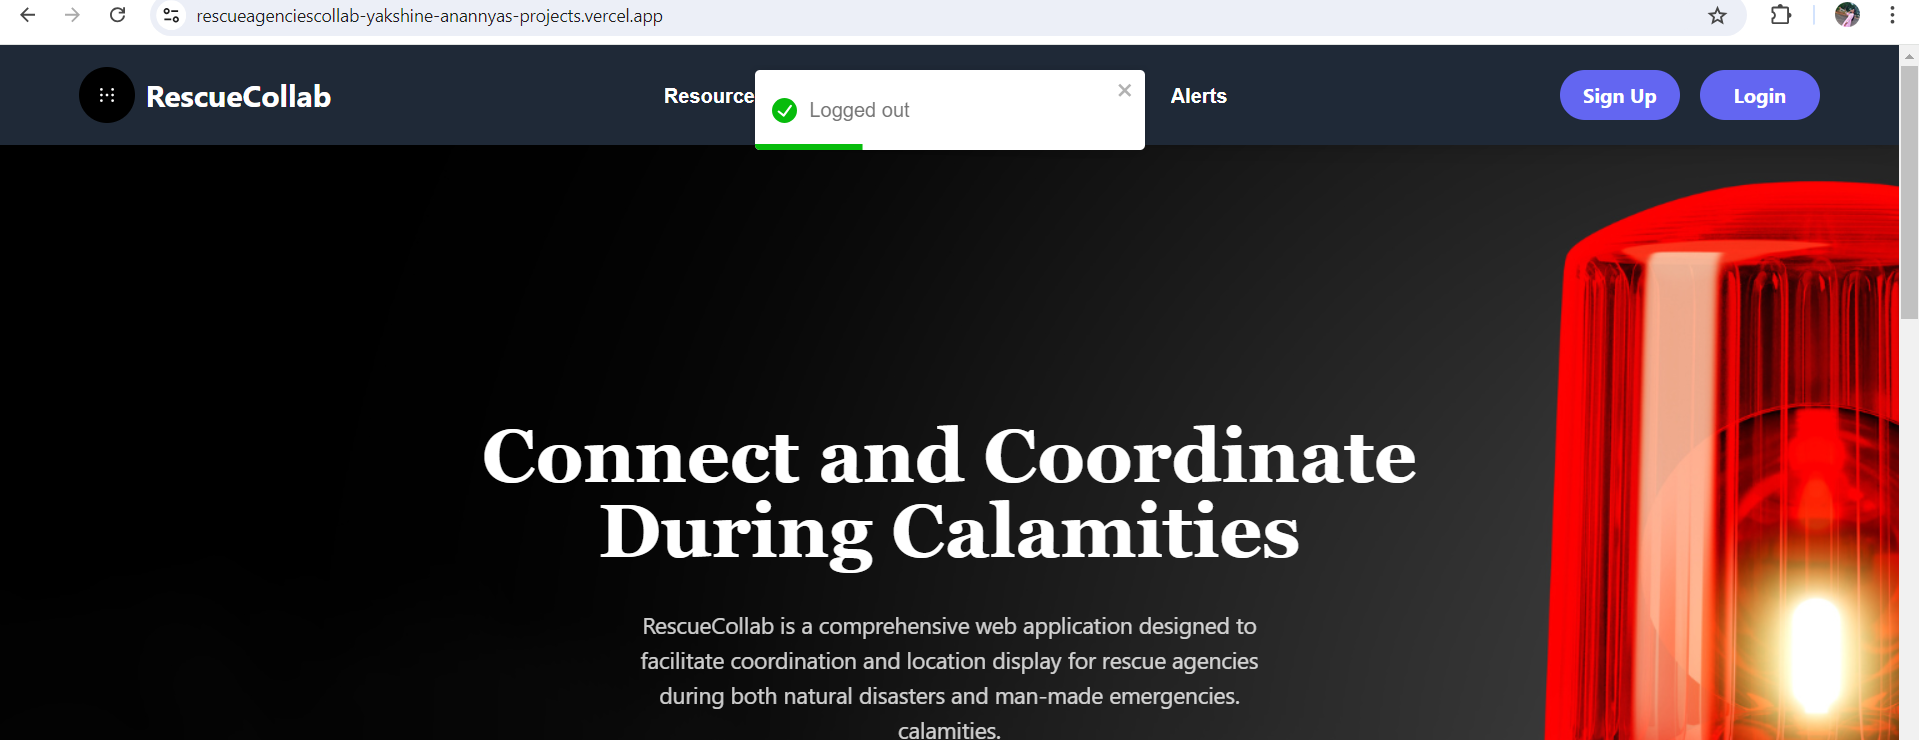 rescueagenciescollab-yakshine-anannyas-projects.vercel.app
RescueCollab
Resource
Logged out
Alerts
Sign Up
Login
Connect and Coordinate
During Calamities
RescueCollab is a comprehensive web application designed to
facilitate coordination and location display for rescue agencies
during both natural disasters and man-made emergencies.
calamities.